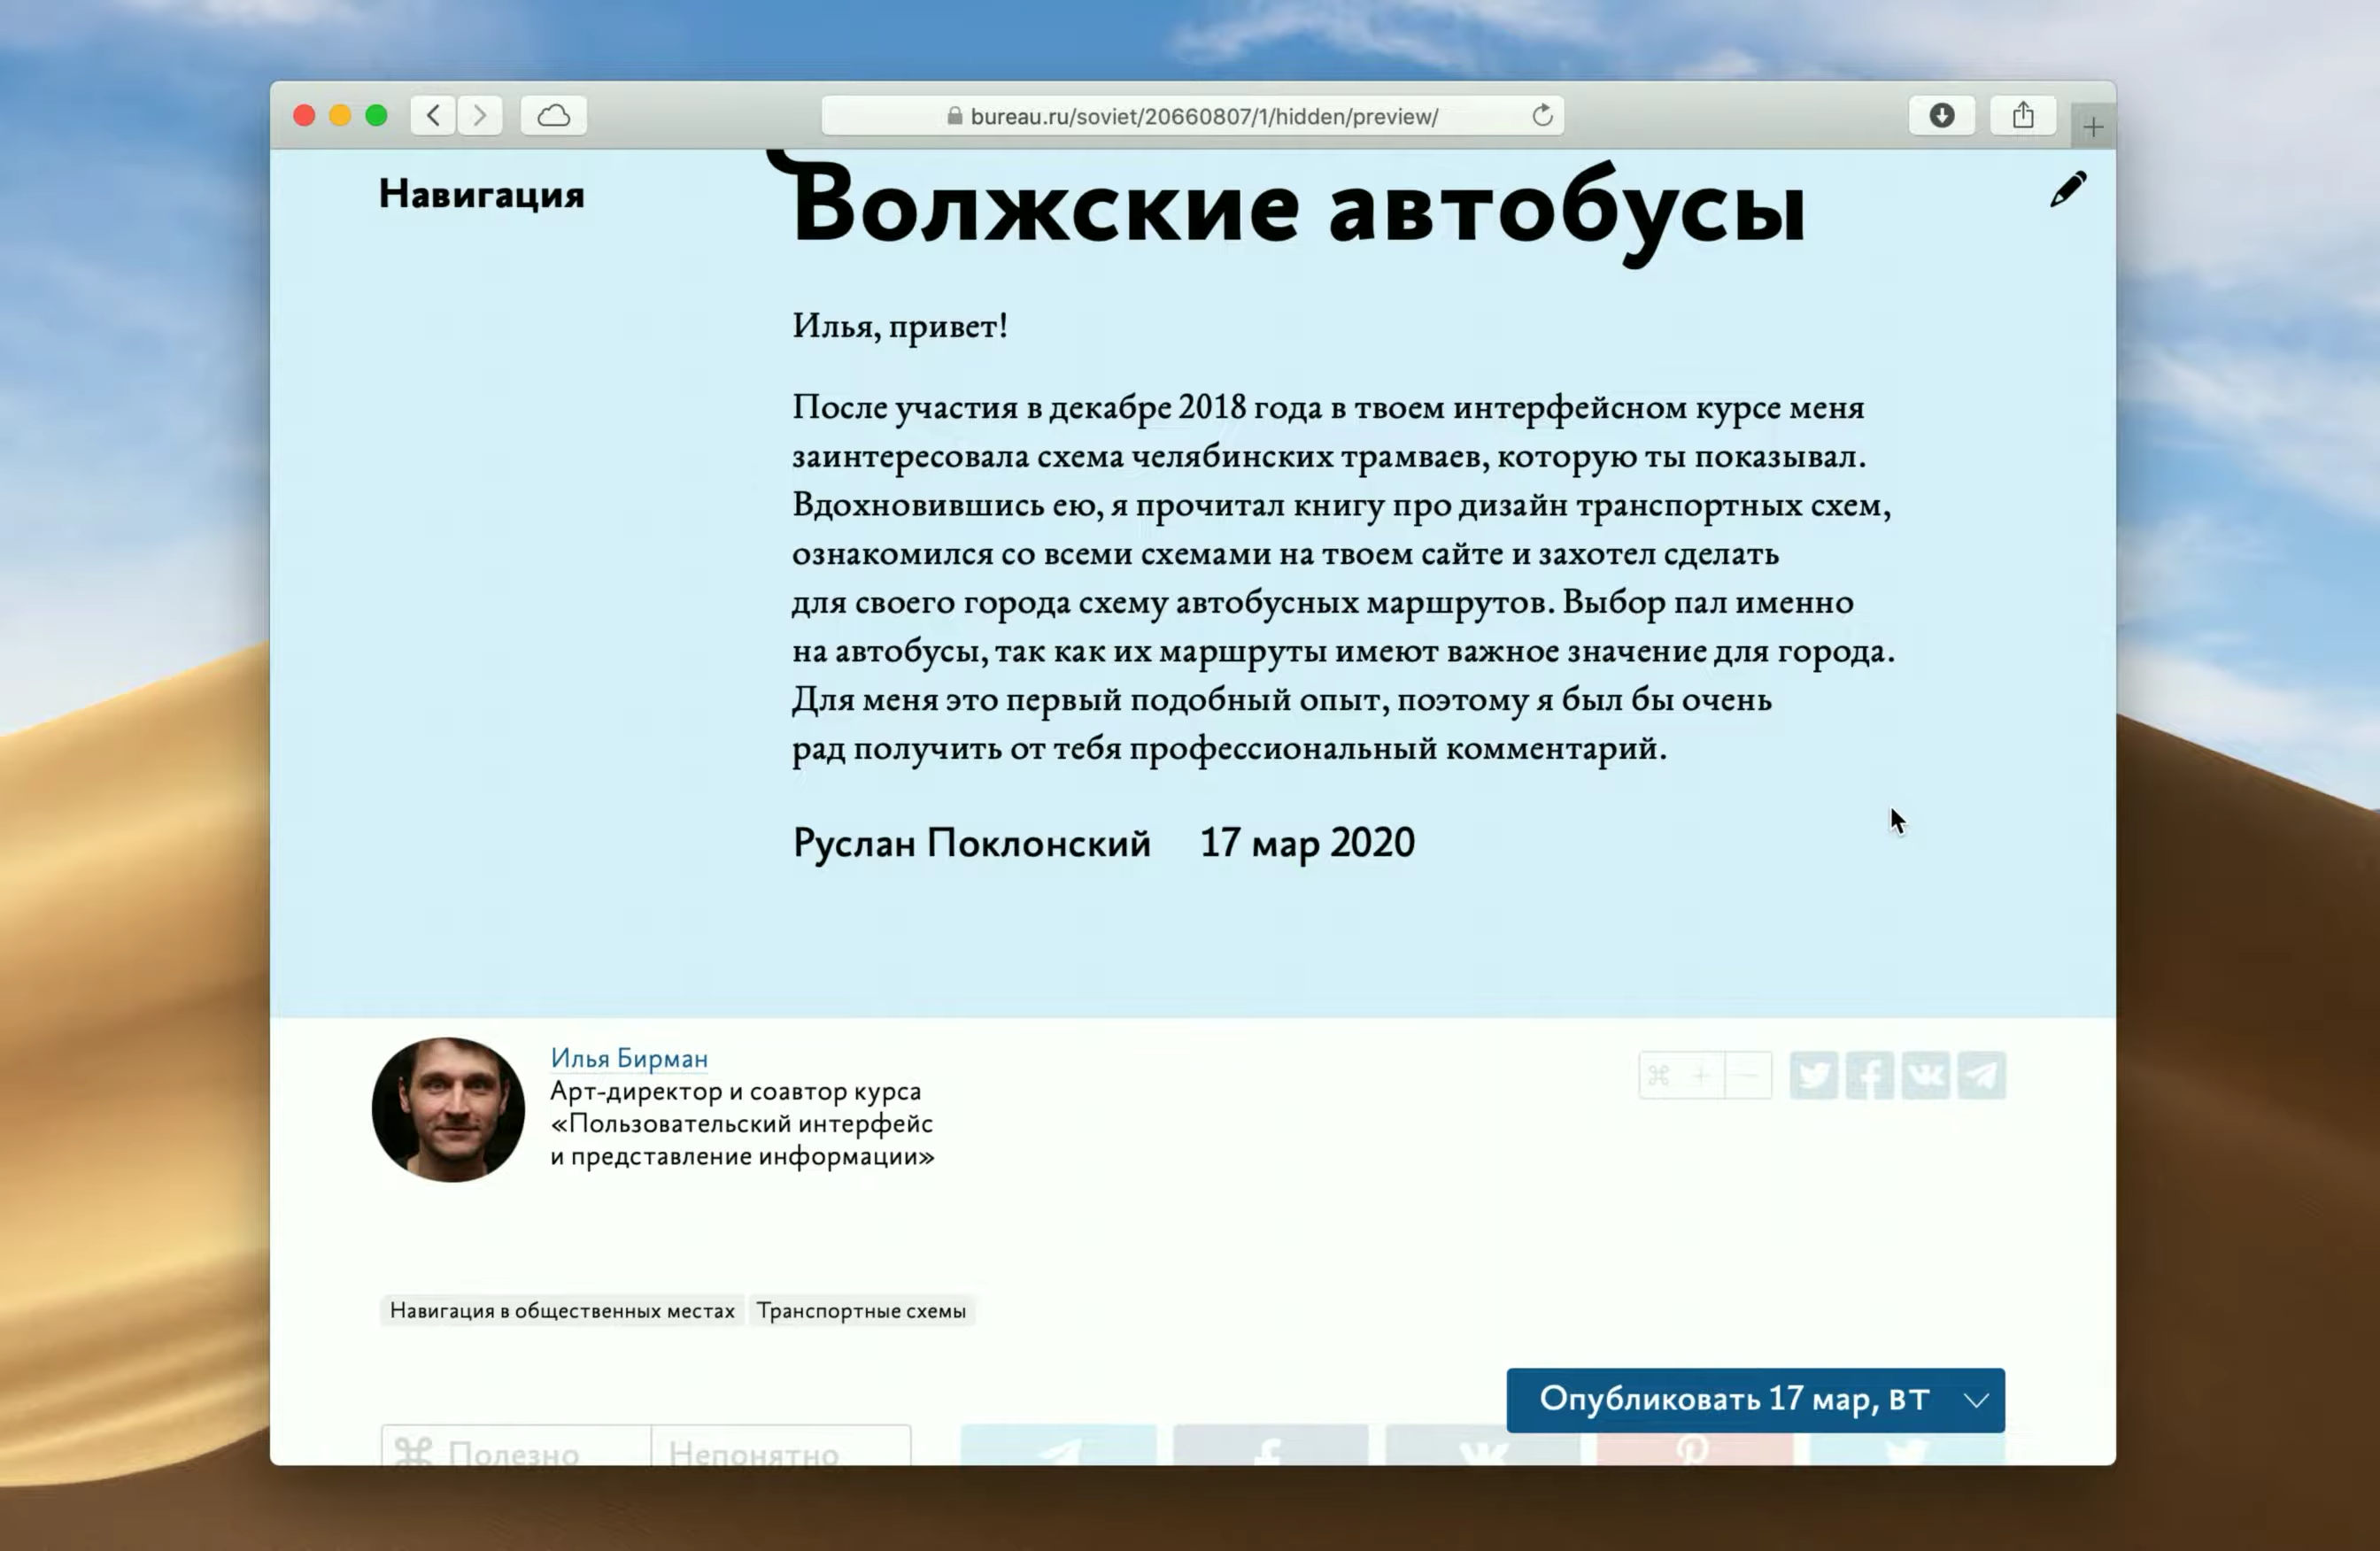 bureau.ru/soviet/20660807/1/hidden/preview/
Навигация
Волжские автобусы
Илья, привет!
После участия в декабре 2018 года в твоем интерфейсном курсе меня
заинтересовала схема челябинских трамваев, которую ты показывал.
Вдохновившись ею, я прочитал книгу про дизайн транспортных схем,
ознакомился со всеми схемами на твоем сайте и захотел сделать
для своего города схему автобусных маршрутов. Выбор пал именно
на автобусы, так как их маршруты имеют важное значение для города.
Для меня это первый подобный опыт, поэтому я был бы очень
рад получить от тебя профессиональный комментарий.
Руслан Поклонский 17 мар 2020
Илья Бирман
Арт-директор и соавтор курса
«Пользовательский интерфейс
и представление информации»
⌘ + —
Навигация в общественных местах Транспортные схемы
Опубликовать 17 мар, ВТ
⌘ Полезно Непонятно